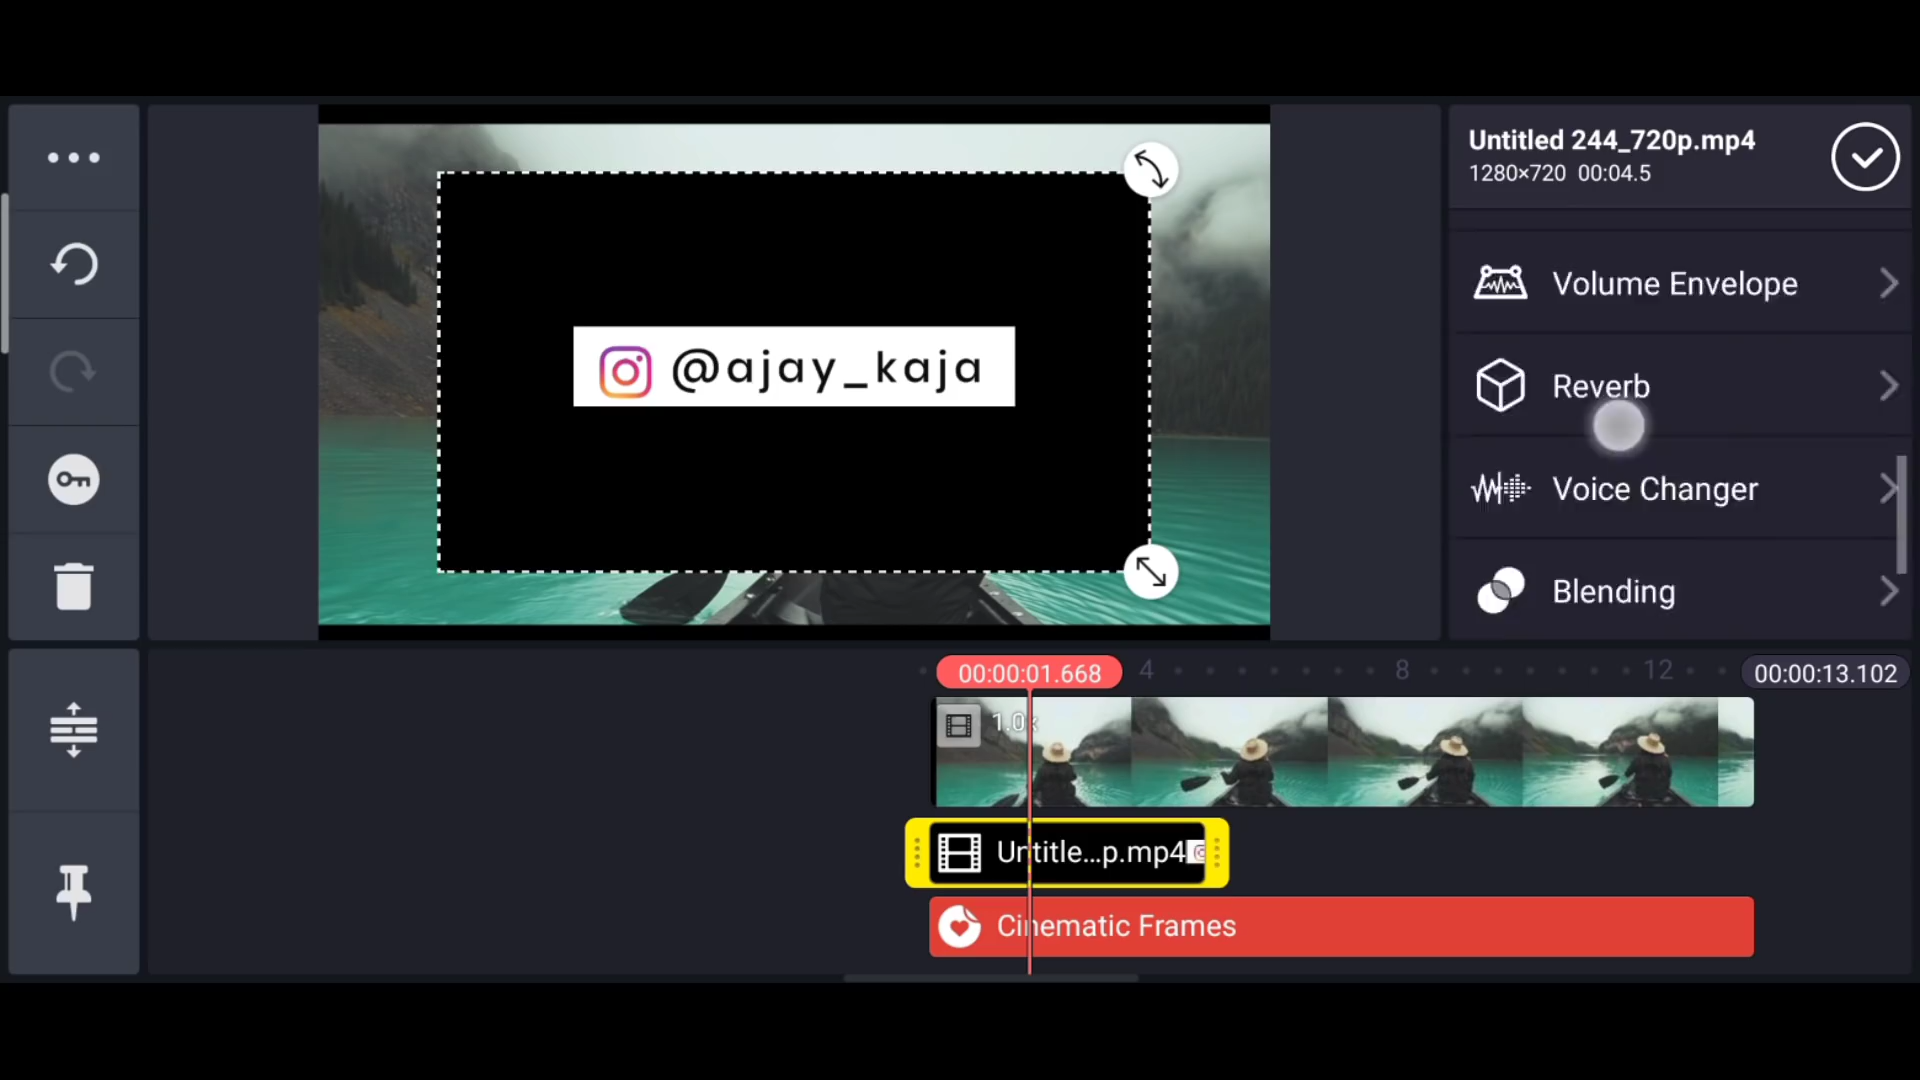 Untitled 244_720p.mp4
1280×720 00:04.5
@ajay_kaja
Volume Envelope
Reverb
Voice Changer
Blending
00:00:01.668
4
8
12
00:00:13.102
1.0x
Untitle...p.mp4
Cinematic Frames